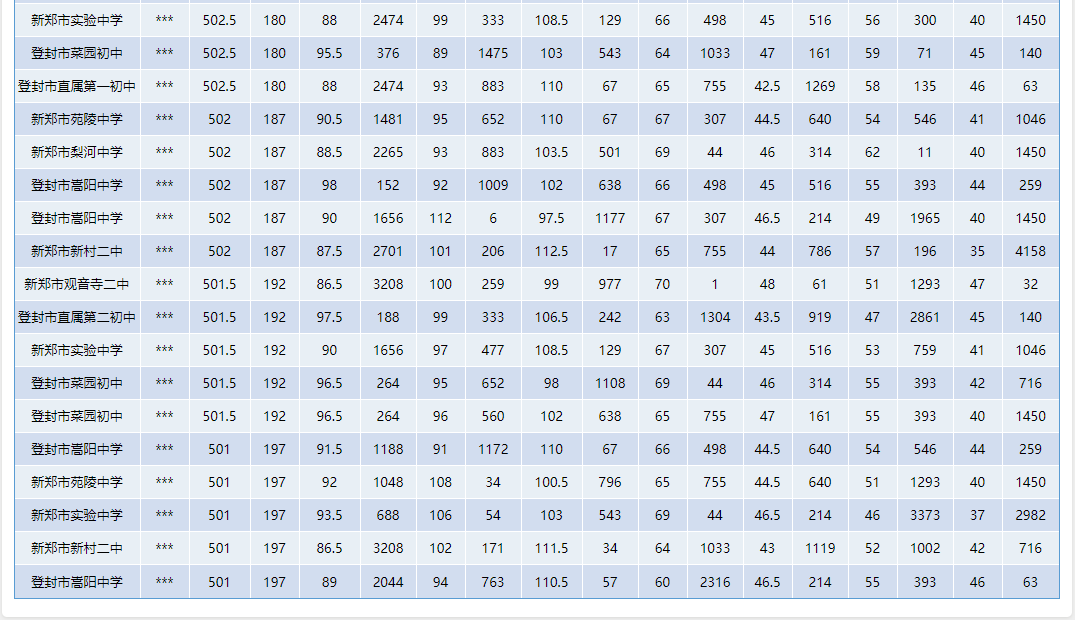 新郑市实验中学 *** 502.5 180 88 2474 99 333 108.5 129 66 498 45 516 56 300 40 1450
登封市菜园初中 *** 502.5 180 95.5 376 89 1475 103 543 64 1033 47 161 59 71 45 140
登封市直属第一初中 *** 502.5 180 88 2474 93 883 110 67 65 755 42.5 1269 58 135 46 63
新郑市苑陵中学 *** 502 187 90.5 1481 95 652 110 67 67 307 44.5 640 54 546 41 1046
新郑市梨河中学 *** 502 187 88.5 2265 93 883 103.5 501 69 44 46 314 62 11 40 1450
登封市嵩阳中学 *** 502 187 98 152 92 1009 102 638 66 498 45 516 55 393 44 259
登封市嵩阳中学 *** 502 187 90 1656 112 6 97.5 1177 67 307 46.5 214 49 1965 40 1450
新郑市新村二中 *** 502 187 87.5 2701 101 206 112.5 17 65 755 44 786 57 196 35 4158
新郑市观音寺二中 *** 501.5 192 86.5 3208 100 259 99 977 70 1 48 61 51 1293 47 32
登封市直属第二初中 *** 501.5 192 97.5 188 99 333 106.5 242 63 1304 43.5 919 47 2861 45 140
新郑市实验中学 *** 501.5 192 90 1656 97 477 108.5 129 67 307 45 516 53 759 41 1046
登封市菜园初中 *** 501.5 192 96.5 264 95 652 98 1108 69 44 46 314 55 393 42 716
登封市菜园初中 *** 501.5 192 96.5 264 96 560 102 638 65 755 47 161 55 393 40 1450
登封市嵩阳中学 *** 501 197 91.5 1188 91 1172 110 67 66 498 44.5 640 54 546 44 259
新郑市苑陵中学 *** 501 197 92 1048 108 34 100.5 796 65 755 44.5 640 51 1293 40 1450
新郑市实验中学 *** 501 197 93.5 688 106 54 103 543 69 44 46.5 214 46 3373 37 2982
新郑市新村二中 *** 501 197 86.5 3208 102 171 111.5 34 64 1033 43 1119 52 1002 42 716
登封市嵩阳中学 *** 501 197 89 2044 94 763 110.5 57 60 2316 46.5 214 55 393 46 63